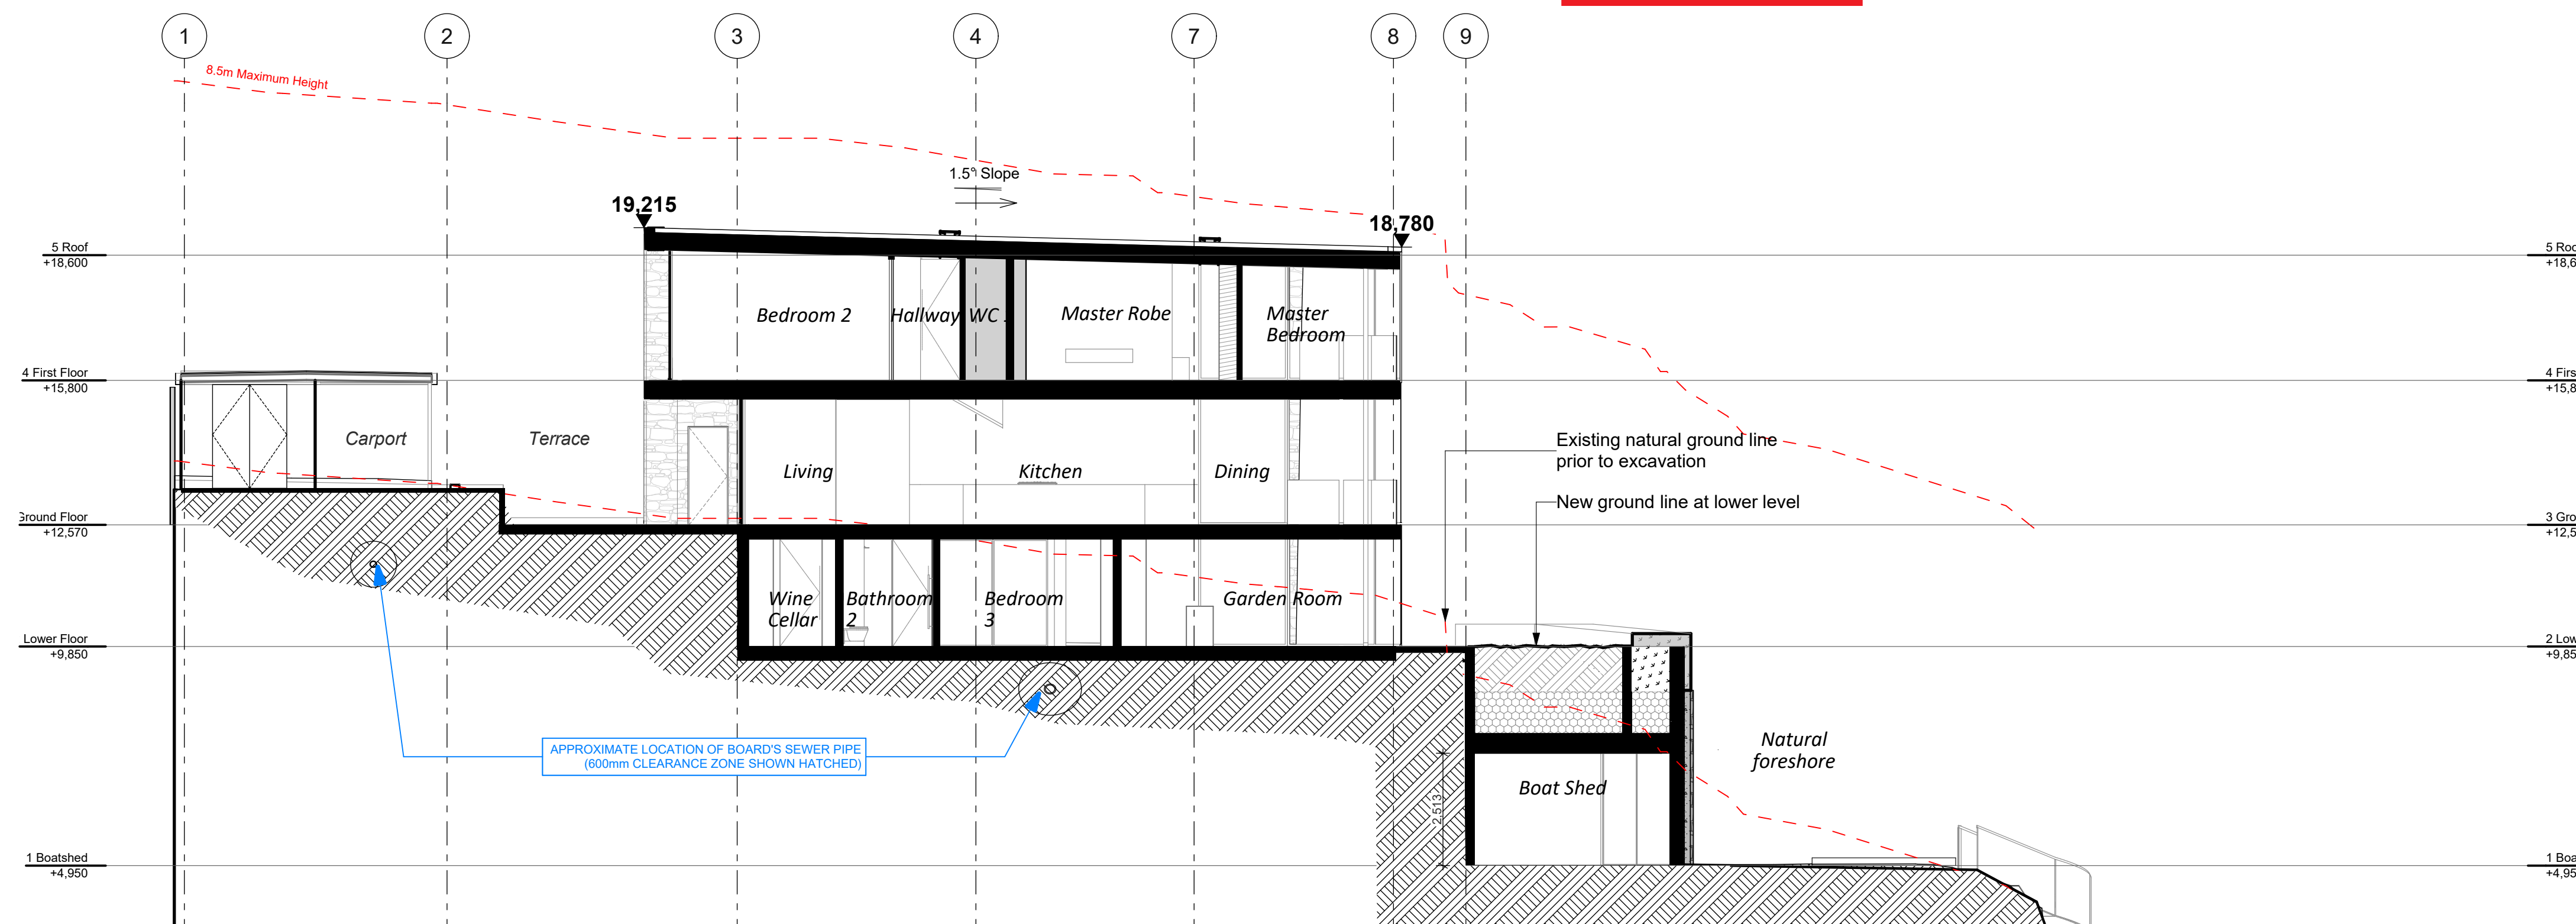 1 2 3 4 7 8 9
8.5m Maximum Height
1.5° Slope
19,215
18,780
5 Roof
+18,600
4 First Floor
+15,800
Ground Floor
+12,570
Lower Floor
+9,850
1 Boatshed
+4,950
Bedroom 2
Hallway
WC
Master Robe
Master
Bedroom
Carport
Terrace
Living
Kitchen
Dining
Existing natural ground line
prior to excavation
New ground line at lower level
Wine
Cellar
Bathroom
2
Bedroom
3
Garden Room
APPROXIMATE LOCATION OF BOARD'S SEWER PIPE
(600mm CLEARANCE ZONE SHOWN HATCHED)
Boat Shed
2,513
Natural
foreshore
5 Roo
+18,6
4 Firs
+15,8
3 Gro
+12,5
2 Low
+9,85
1 Boa
+4,95